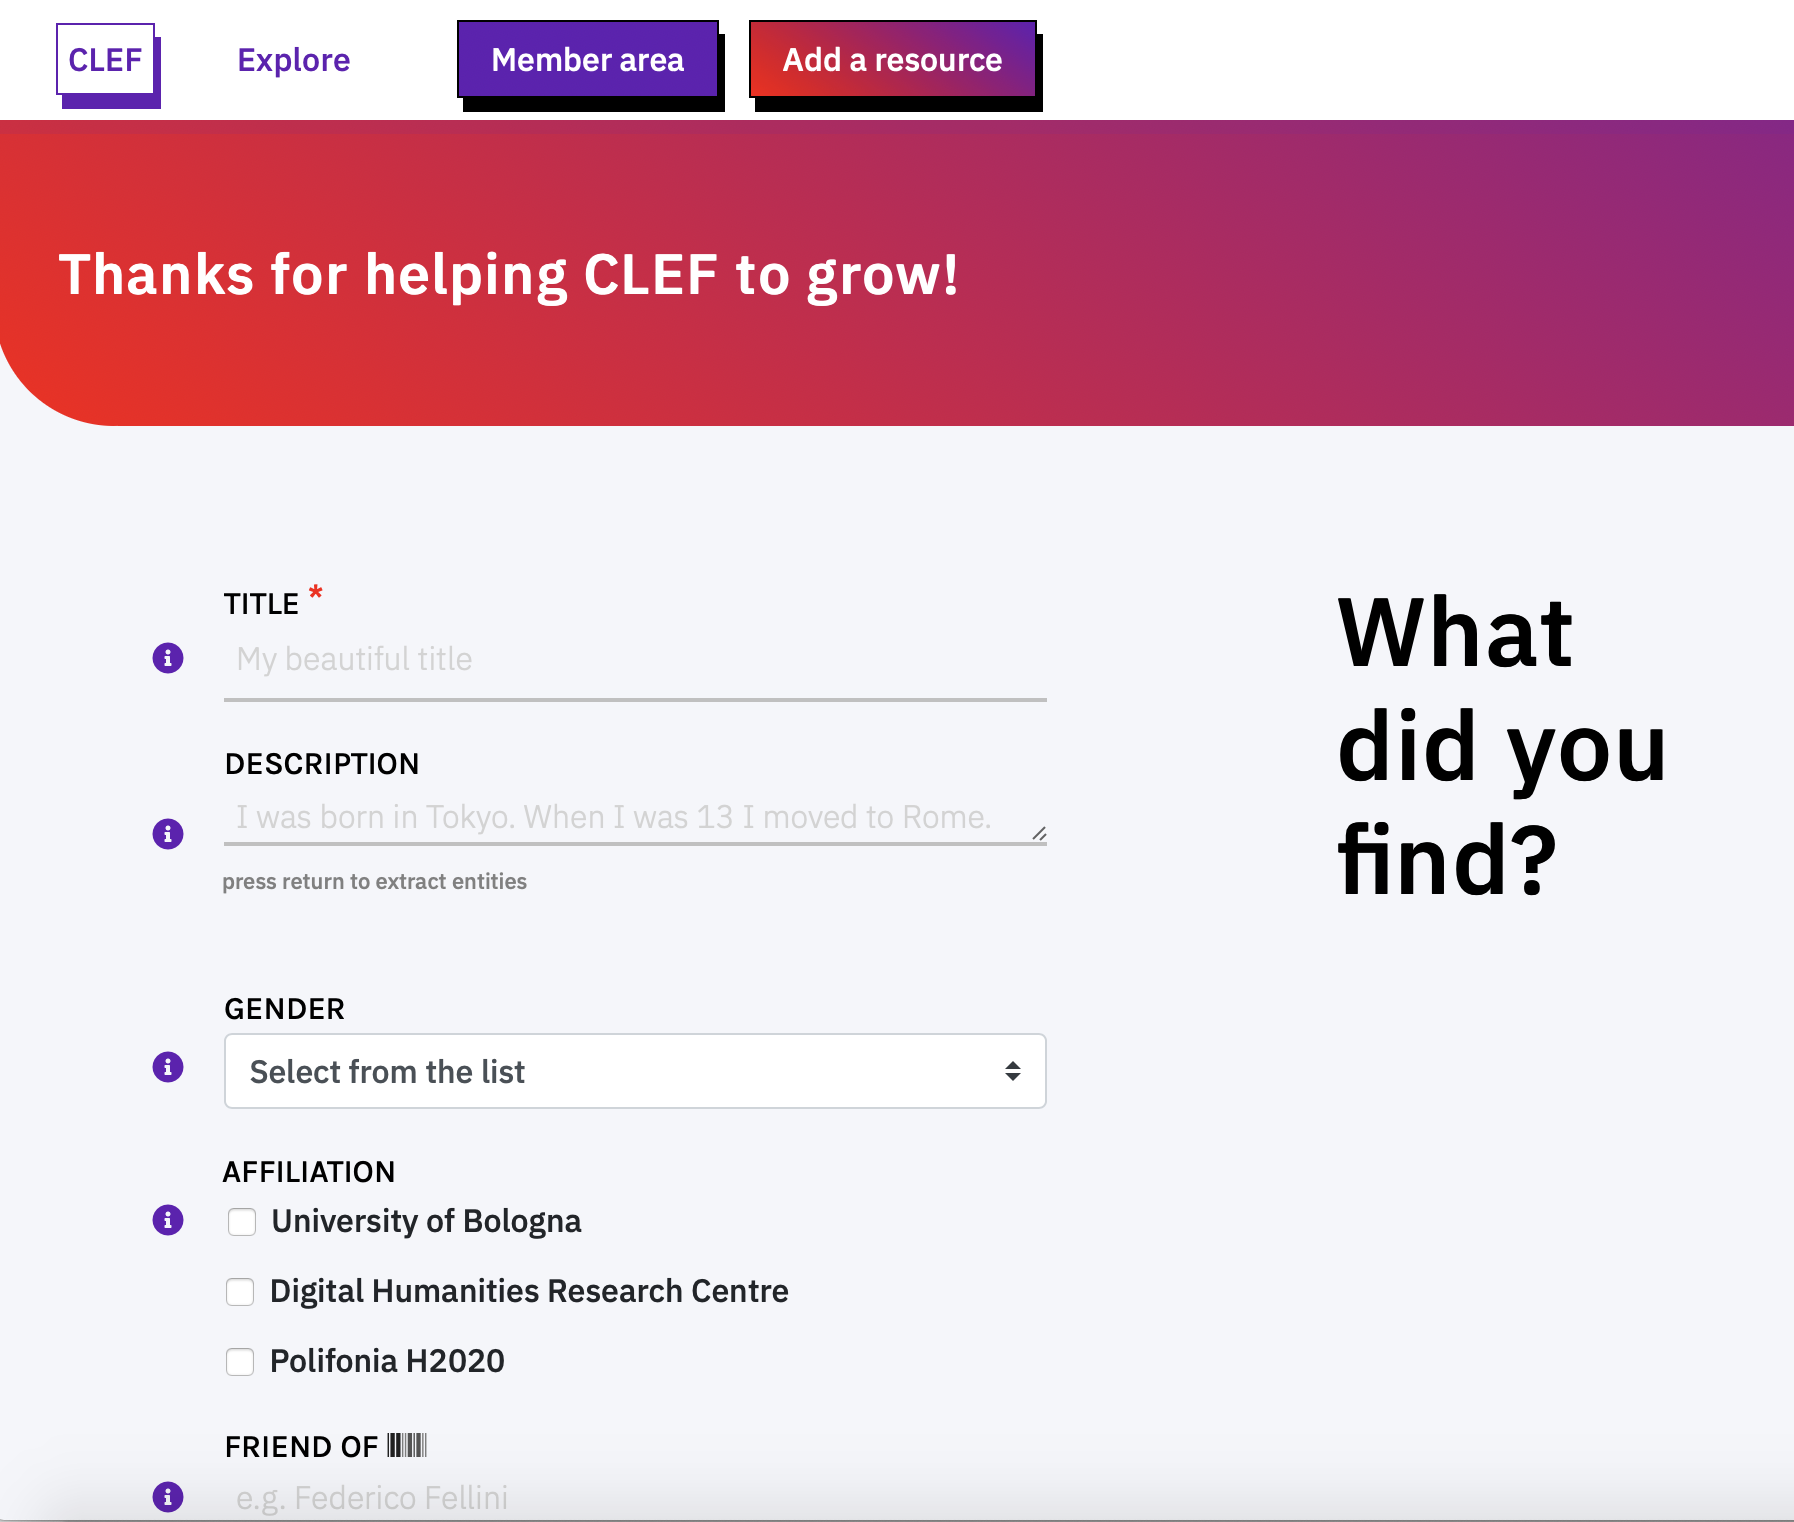 CLEF
Explore
Member area
Add a resource
Thanks for helping CLEF to grow!
TITLE *
My beautiful title
DESCRIPTION
I was born in Tokyo. When I was 13 I moved to Rome.
press return to extract entities
GENDER
Select from the list
AFFILIATION
University of Bologna
Digital Humanities Research Centre
Polifonia H2020
FRIEND OF
e.g. Federico Fellini
What
did you
find?